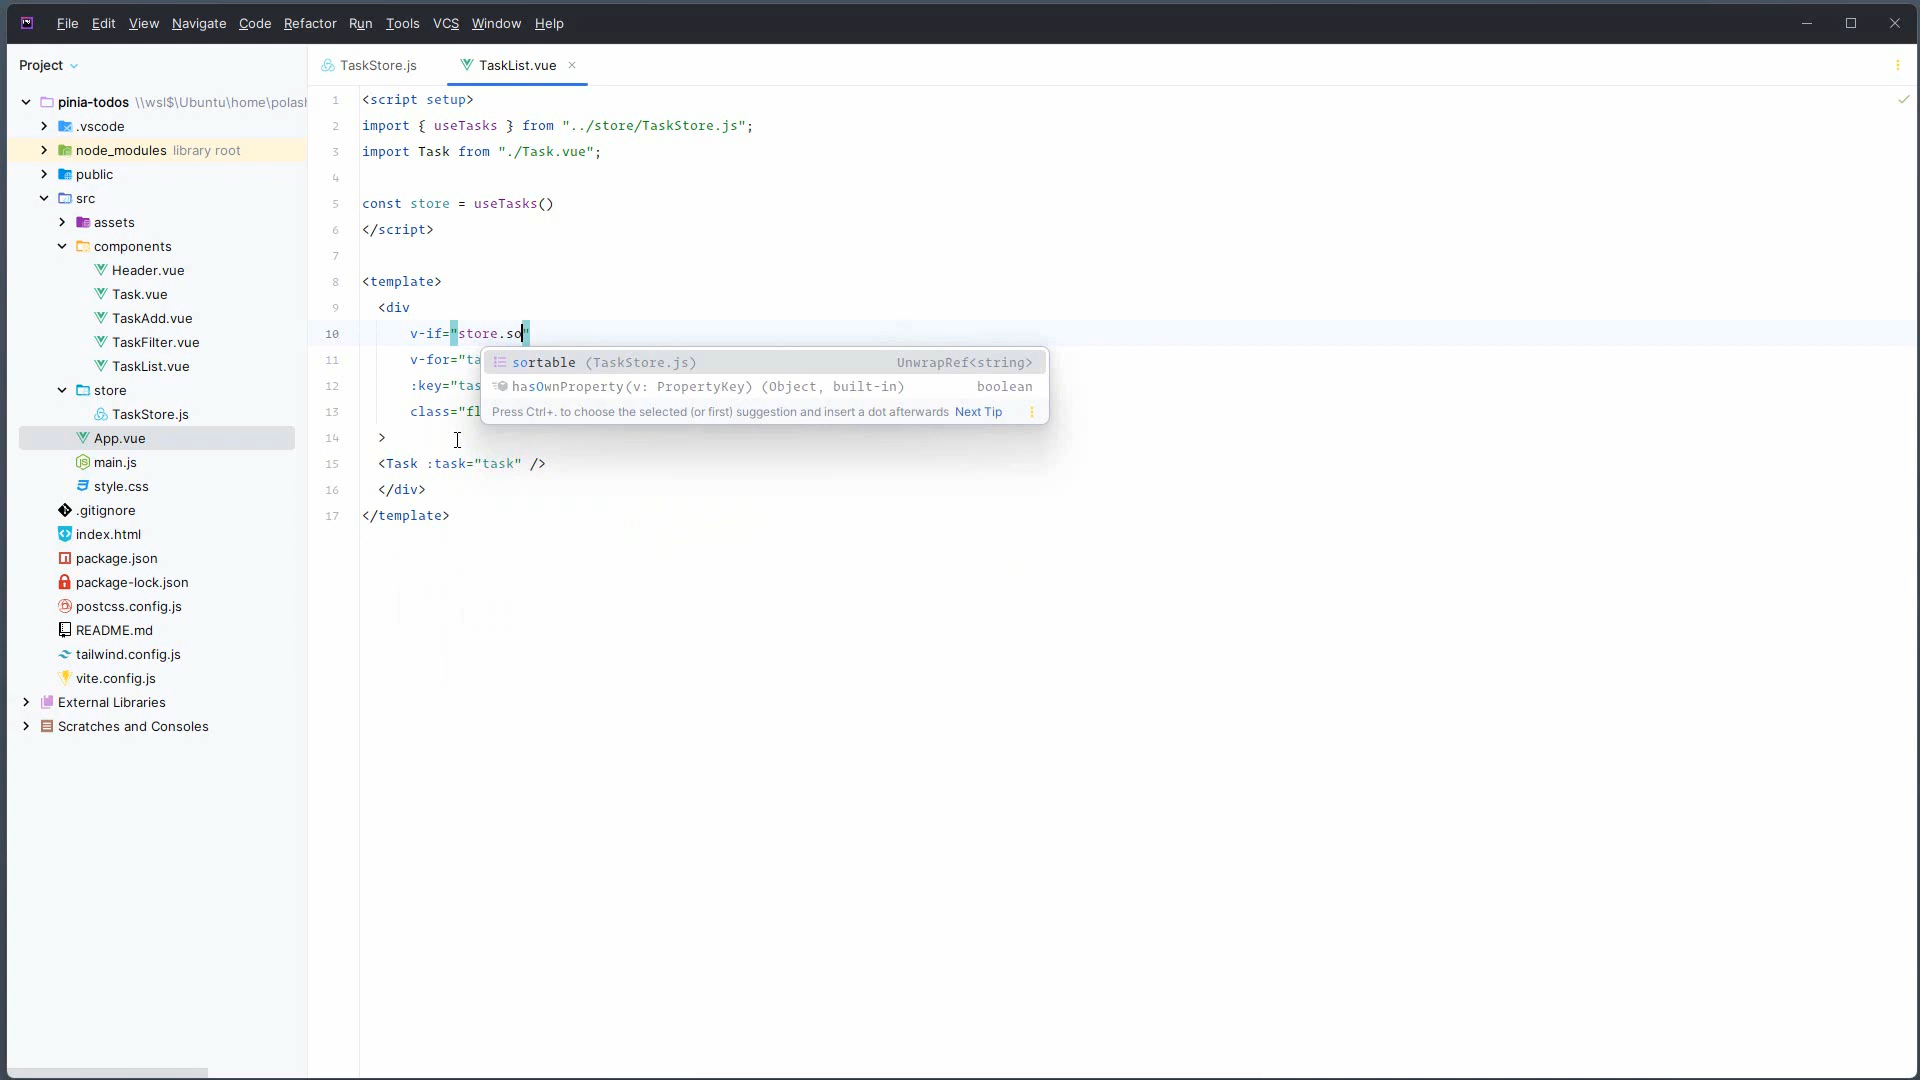 File Edit View Navigate Code Refactor Run Tools VCS Window Help
Project
TaskStore.js
TaskList.vue
pinia-todos \\wsl$\Ubuntu\home\polash
.vscode
node_modules library root
public
src
assets
components
Header.vue
Task.vue
TaskAdd.vue
TaskFilter.vue
TaskList.vue
store
TaskStore.js
App.vue
main.js
style.css
.gitignore
index.html
package.json
package-lock.json
postcss.config.js
README.md
tailwind.config.js
vite.config.js
External Libraries
Scratches and Consoles
1 <script setup>
2 import { useTasks } from "../store/TaskStore.js";
3 import Task from "./Task.vue";
4
5 const store = useTasks()
6 </script>
7
8 <template>
9 <div
10 v-if="store.so"
11 v-for="ta
12 :key="tas
13 class="fl
14 >
15 <Task :task="task" />
16 </div>
17 </template>
sortable (TaskStore.js) UnwrapRef<string>
hasOwnProperty(v: PropertyKey) (Object, built-in) boolean
Press Ctrl+. to choose the selected (or first) suggestion and insert a dot afterwards Next Tip